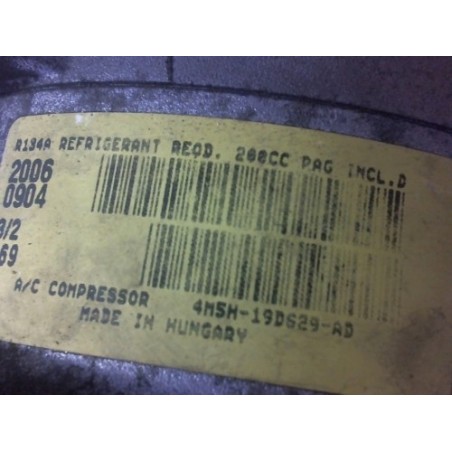 R134A REFRIGERANT REQD. 200CC PAG INCL.D
2006
0904
3/2
69
A/C COMPRESSOR 4M5H-19D629-AD
MADE IN HUNGARY